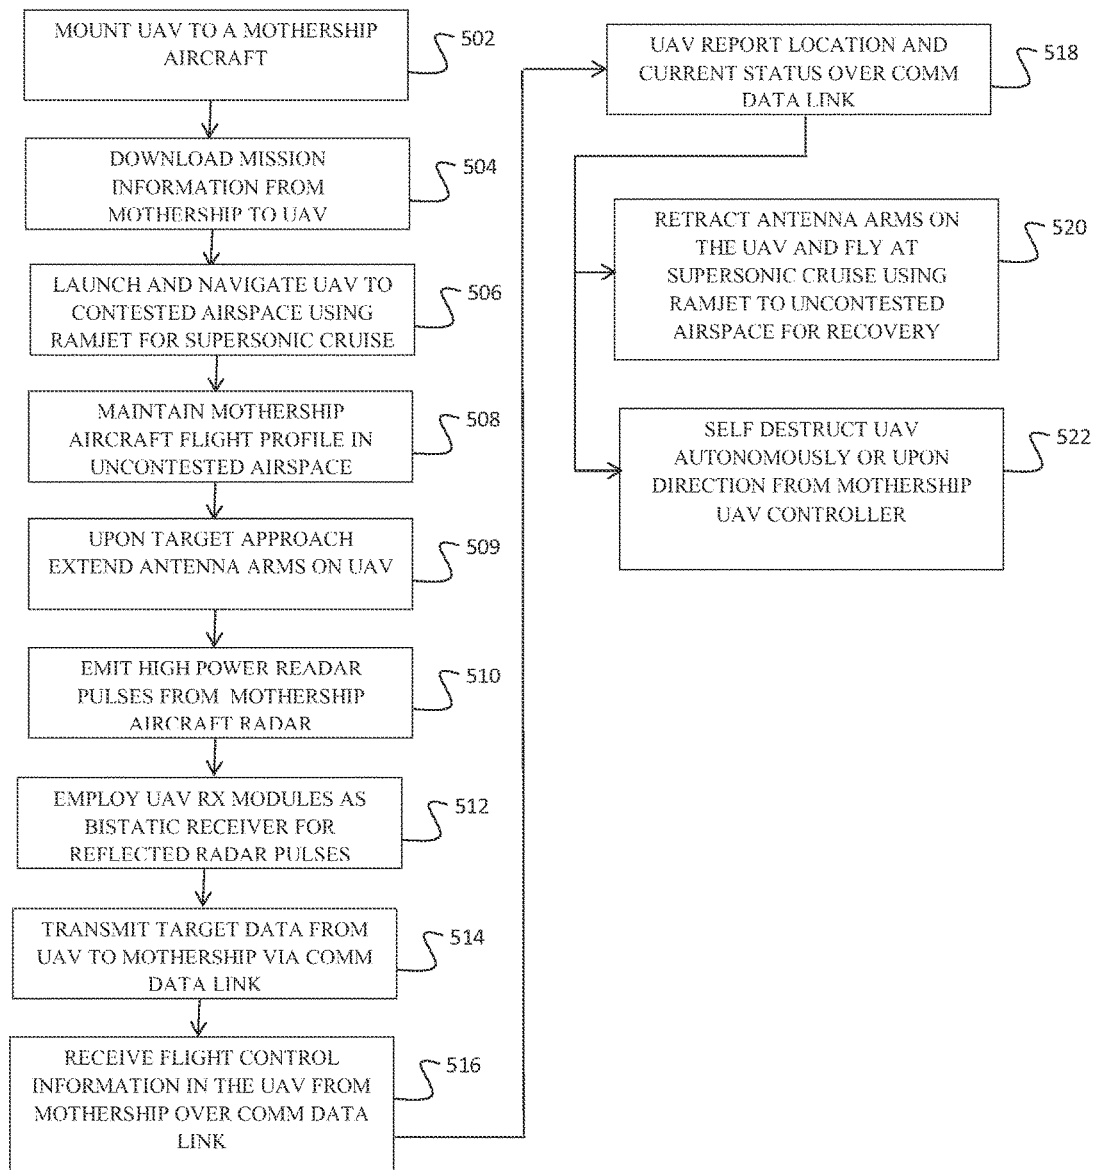 MOUNT UAV TO A MOTHERSHIP
AIRCRAFT
502
DOWNLOAD MISSION
INFORMATION FROM
MOTHERSHIP TO UAV
504
LAUNCH AND NAVIGATE UAV TO
CONTESTED AIRSPACE USING
RAMJET FOR SUPERSONIC CRUISE
506
MAINTAIN MOTHERSHIP
AIRCRAFT FLIGHT PROFILE IN
UNCONTESTED AIRSPACE
508
UPON TARGET APPROACH
EXTEND ANTENNA ARMS ON UAV
509
EMIT HIGH POWER READAR
PULSES FROM MOTHERSHIP
AIRCRAFT RADAR
510
EMPLOY UAV RX MODULES AS
BISTATIC RECEIVER FOR
REFLECTED RADAR PULSES
512
TRANSMIT TARGET DATA FROM
UAV TO MOTHERSHIP VIA COMM
DATA LINK
514
RECEIVE FLIGHT CONTROL
INFORMATION IN THE UAV FROM
MOTHERSHIP OVER COMM DATA
LINK
516
UAV REPORT LOCATION AND
CURRENT STATUS OVER COMM
DATA LINK
518
RETRACT ANTENNA ARMS ON
THE UAV AND FLY AT
SUPERSONIC CRUISE USING
RAMJET TO UNCONTESTED
AIRSPACE FOR RECOVERY
520
SELF DESTRUCT UAV
AUTONOMOUSLY OR UPON
DIRECTION FROM MOTHERSHIP
UAV CONTROLLER
522